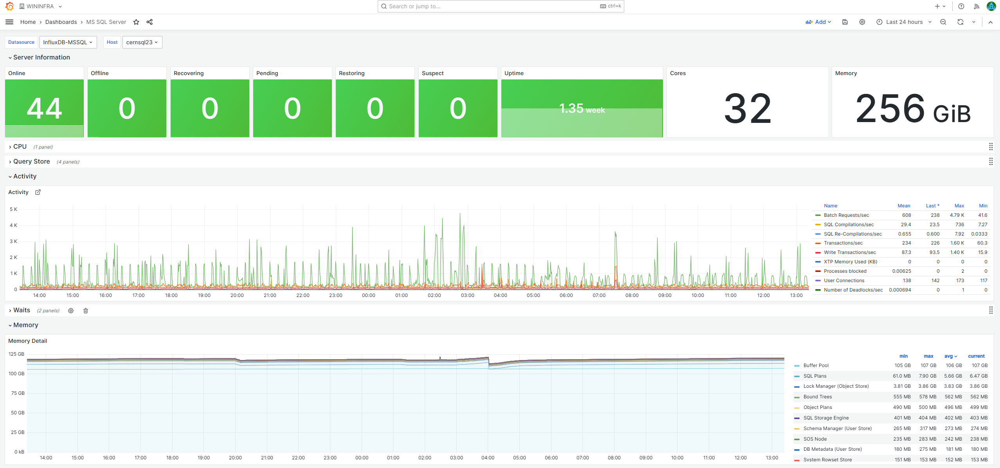 WININFRA
Search or jump to...
ctrl+k
Home › Dashboards › MS SQL Server
Add
Last 24 hours
Datasource InfluxDB-MSSQL Host cernsql23
Server Information
Online Offline Recovering Pending Restoring Suspect Uptime Cores Memory
44 0 0 0 0 0 1.35 week 32 256 GiB
CPU (1 panel)
Query Store (4 panels)
Activity
Activity
5 K
4 K
3 K
2 K
1 K
0
14:00 15:00 16:00 17:00 18:00 19:00 20:00 21:00 22:00 23:00 00:00 01:00 02:00 03:00 04:00 05:00 06:00 07:00 08:00 09:00 10:00 11:00 12:00 13:00
Name Mean Last * Max Min
Batch Requests/sec 608 238 4.79 K 41.6
SQL Compilations/sec 29.4 23.5 736 7.27
SQL Re-Compilations/sec 0.655 0.600 7.92 0.0333
Transactions/sec 234 226 1.60 K 60.3
Write Transactions/sec 87.3 93.5 1.40 K 15.9
XTP Memory Used (KB) 0 0 0 0
Processes blocked 0.00625 0 2 0
User Connections 138 142 173 117
Number of Deadlocks/sec 0.000694 0 1 0
Waits (2 panels)
Memory
Memory Detail
125 GB
100 GB
75 GB
50 GB
25 GB
0 kB
14:00 15:00 16:00 17:00 18:00 19:00 20:00 21:00 22:00 23:00 00:00 01:00 02:00 03:00 04:00 05:00 06:00 07:00 08:00 09:00 10:00 11:00 12:00 13:00
min max avg current
Buffer Pool 105 GB 107 GB 106 GB 107 GB
SQL Plans 61.0 MB 7.90 GB 5.66 GB 6.47 GB
Lock Manager (Object Store) 3.81 GB 3.86 GB 3.83 GB 3.86 GB
Bound Trees 555 MB 578 MB 562 MB 562 MB
Object Plans 490 MB 500 MB 496 MB 499 MB
SQL Storage Engine 401 MB 404 MB 402 MB 403 MB
Schema Manager (User Store) 265 MB 317 MB 273 MB 274 MB
SOS Node 235 MB 283 MB 242 MB 238 MB
DB Metadata (User Store) 180 MB 275 MB 181 MB 180 MB
System Rowset Store 151 MB 153 MB 152 MB 153 MB